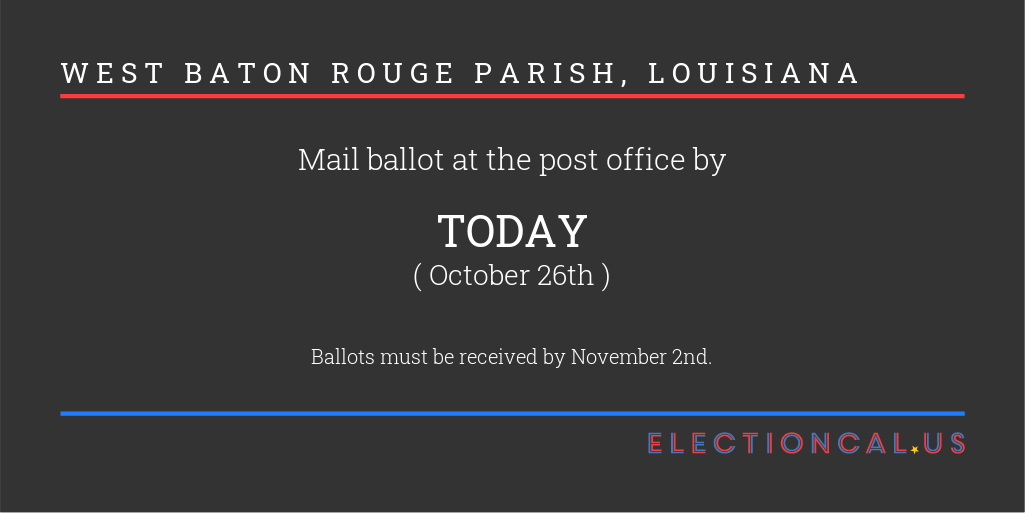 WEST BATON ROUGE PARISH, LOUISIANA
Mail ballot at the post office by
TODAY
( October 26th )
Ballots must be received by November 2nd.
ELECTIONCAL.US